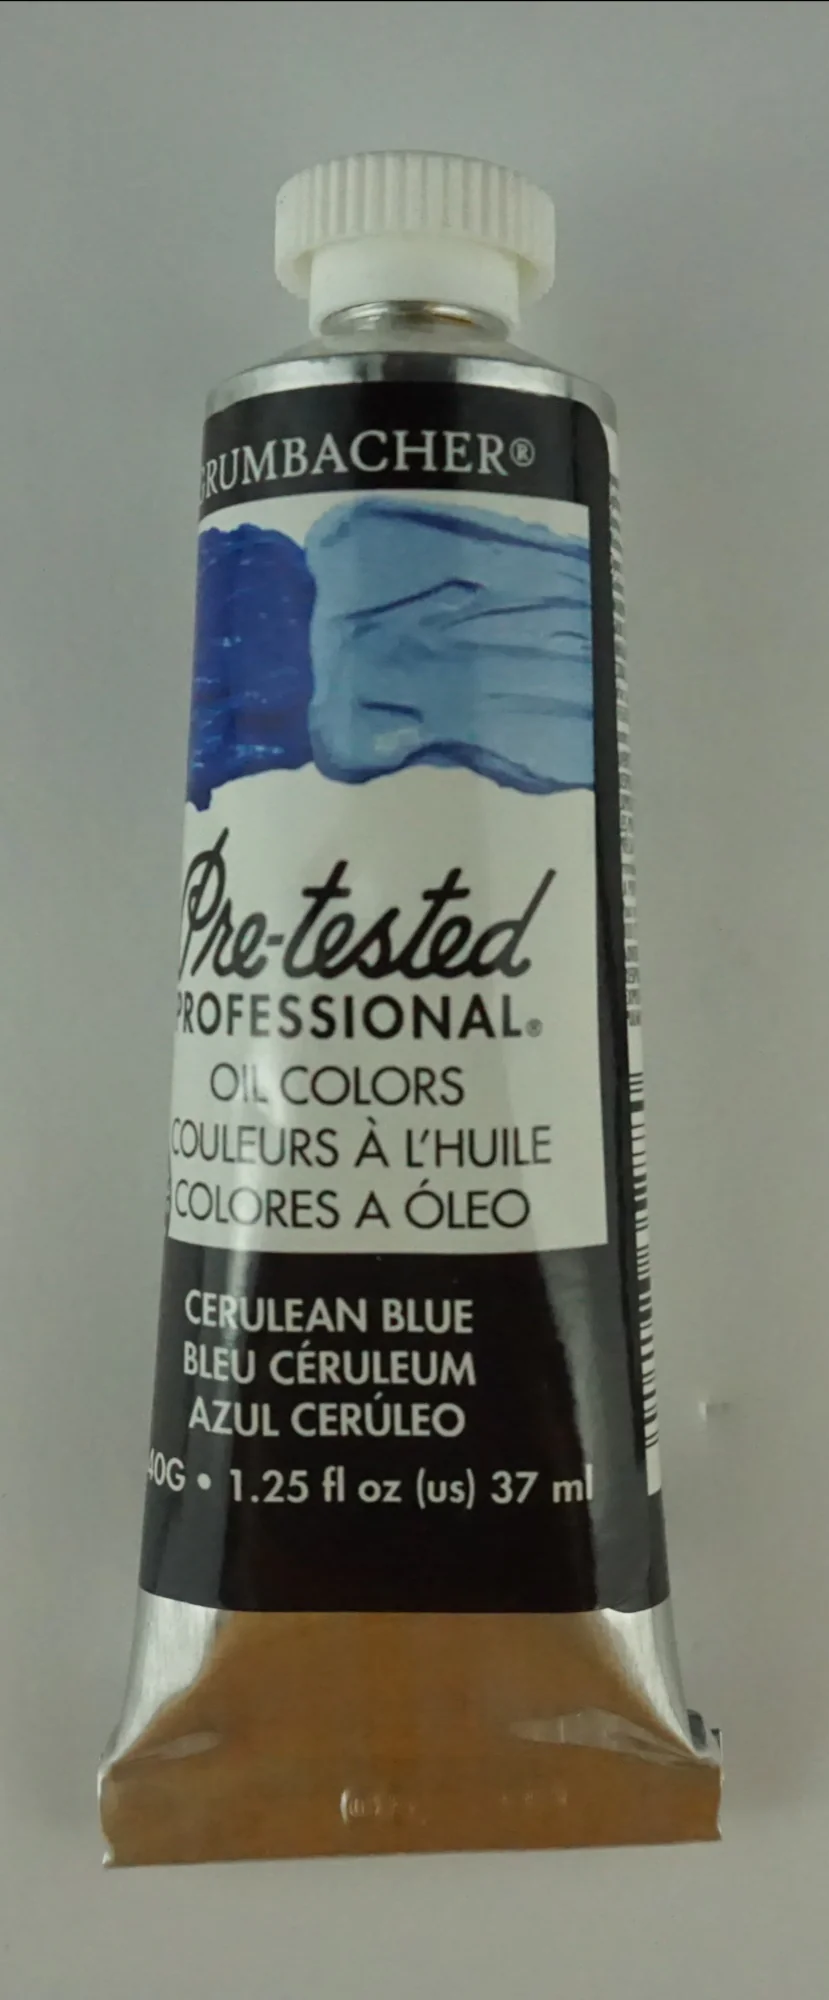 GRUMBACHER®
Pre-tested
PROFESSIONAL®
OIL COLORS
COULEURS À L'HUILE
COLORES A ÓLEO
CERULEAN BLUE
BLEU CÉRULEUM
AZUL CERÚLEO
40G • 1.25 fl oz (us) 37 ml